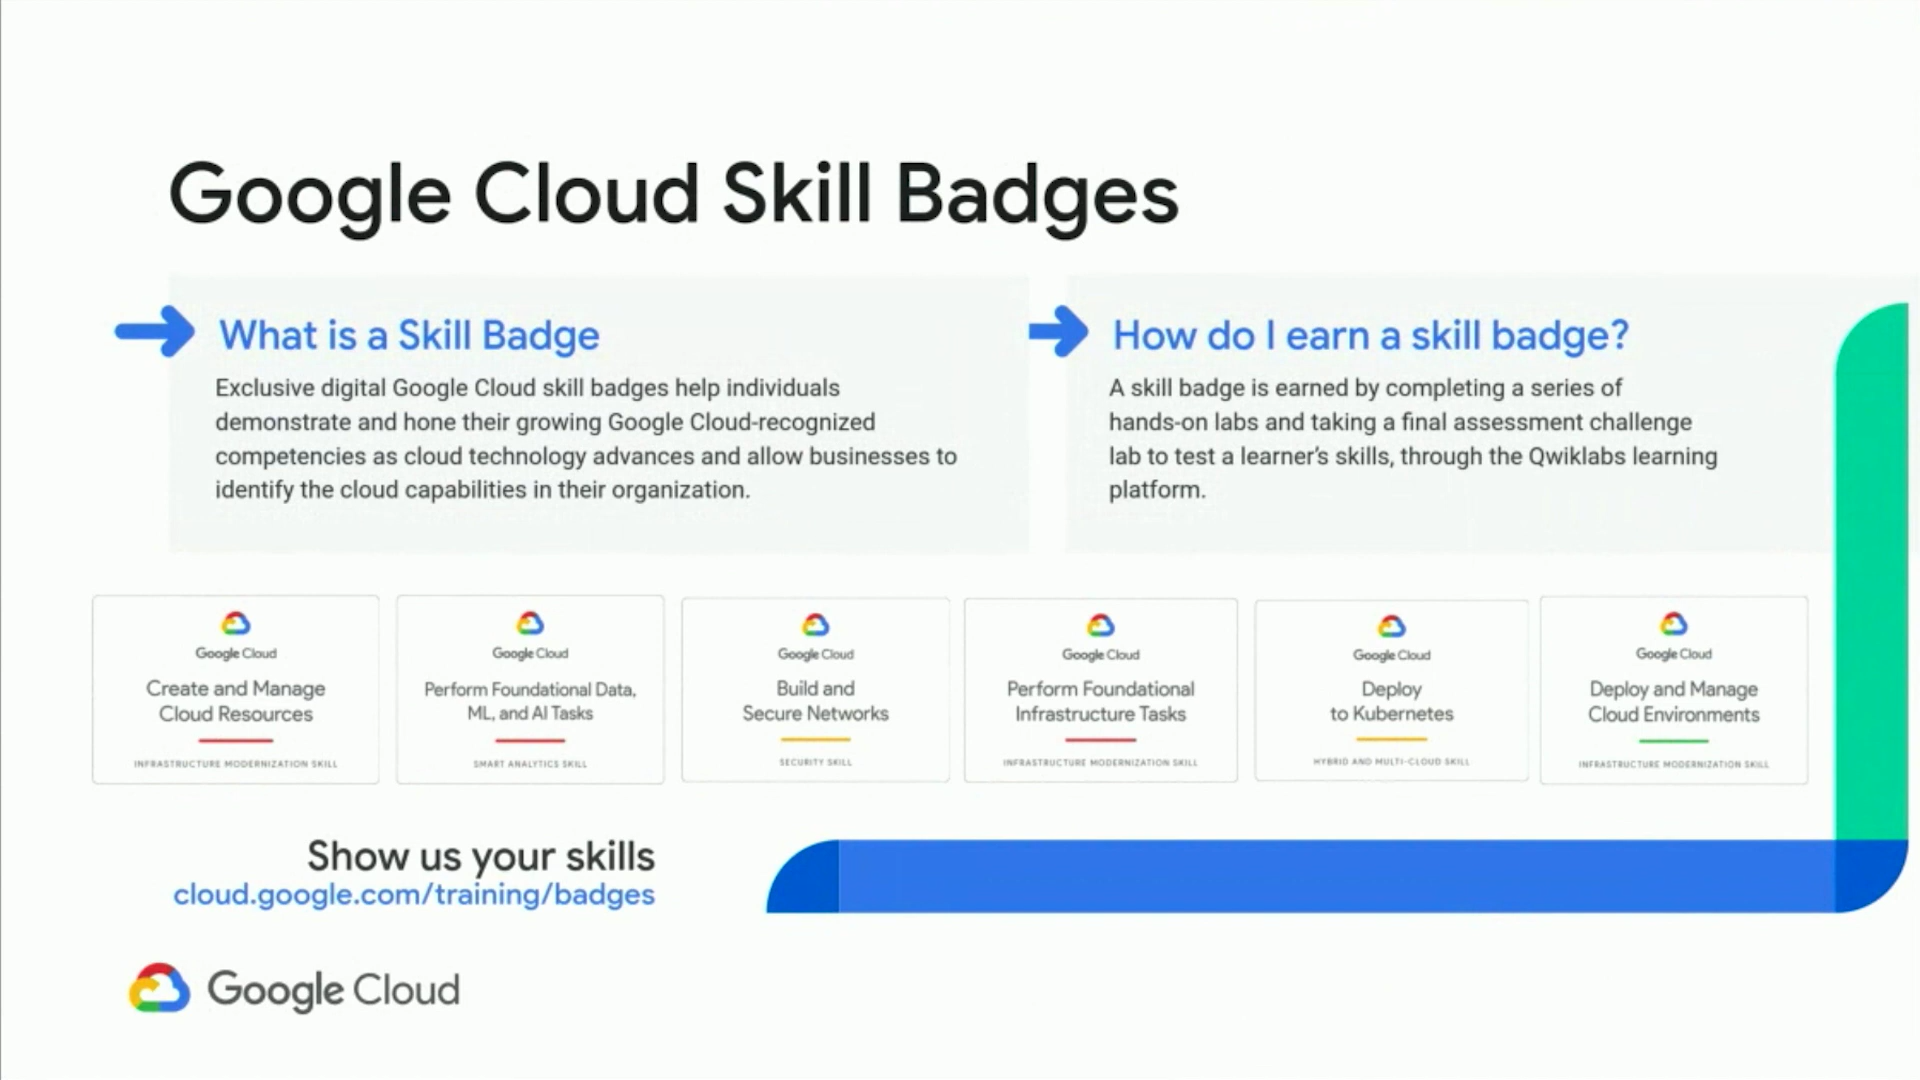 Google Cloud Skill Badges
What is a Skill Badge
Exclusive digital Google Cloud skill badges help individuals
demonstrate and hone their growing Google Cloud-recognized
competencies as cloud technology advances and allow businesses to
identify the cloud capabilities in their organization.
How do I earn a skill badge?
A skill badge is earned by completing a series of
hands-on labs and taking a final assessment challenge
lab to test a learner's skills, through the Qwiklabs learning
platform.
Google Cloud
Create and Manage
Cloud Resources
INFRASTRUCTURE MODERNIZATION SKILL
Google Cloud
Perform Foundational Data,
ML, and AI Tasks
SMART ANALYTICS SKILL
Google Cloud
Build and
Secure Networks
SECURITY SKILL
Google Cloud
Perform Foundational
Infrastructure Tasks
INFRASTRUCTURE MODERNIZATION SKILL
Google Cloud
Deploy
to Kubernetes
HYBRID AND MULTI-CLOUD SKILL
Google Cloud
Deploy and Manage
Cloud Environments
INFRASTRUCTURE MODERNIZATION SKILL
Show us your skills
cloud.google.com/training/badges
Google Cloud